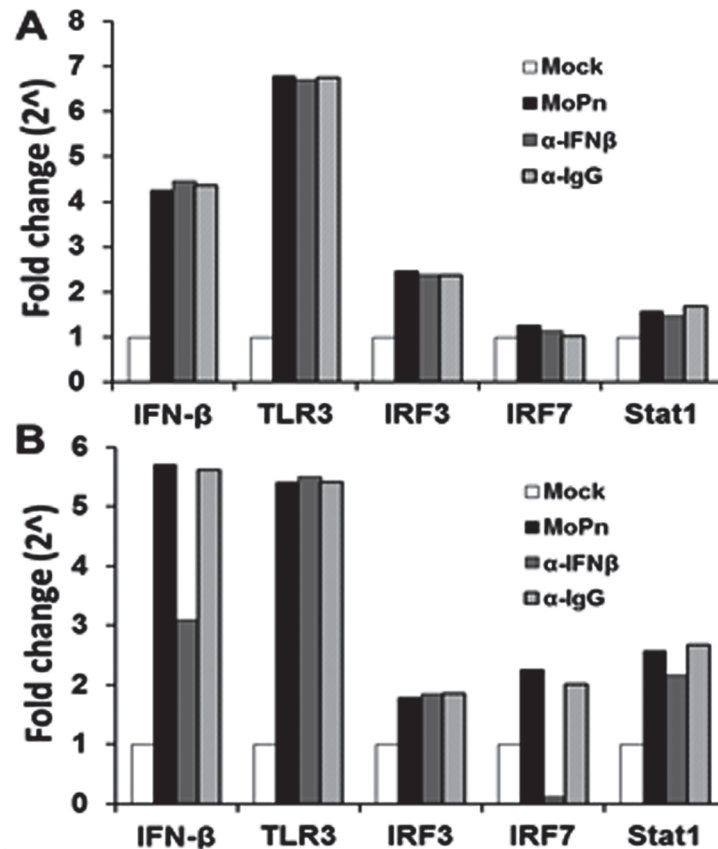 A
Fold change (2^)
8
7
6
5
4
3
2
1
0
Mock
MoPn
α-IFNβ
α-IgG
IFN-β TLR3 IRF3 IRF7 Stat1
B
Fold change (2^)
6
5
4
3
2
1
0
Mock
MoPn
α-IFNβ
α-IgG
IFN-β TLR3 IRF3 IRF7 Stat1